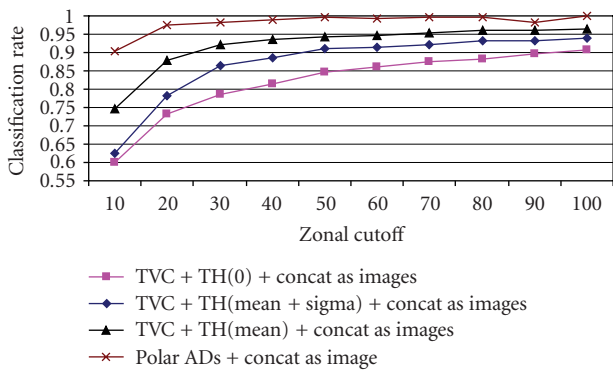 Classification rate
1
0.95
0.9
0.85
0.8
0.75
0.7
0.65
0.6
0.55
10 20 30 40 50 60 70 80 90 100
Zonal cutoff
TVC + TH(0) + concat as images
TVC + TH(mean + sigma) + concat as images
TVC + TH(mean) + concat as images
Polar ADs + concat as image